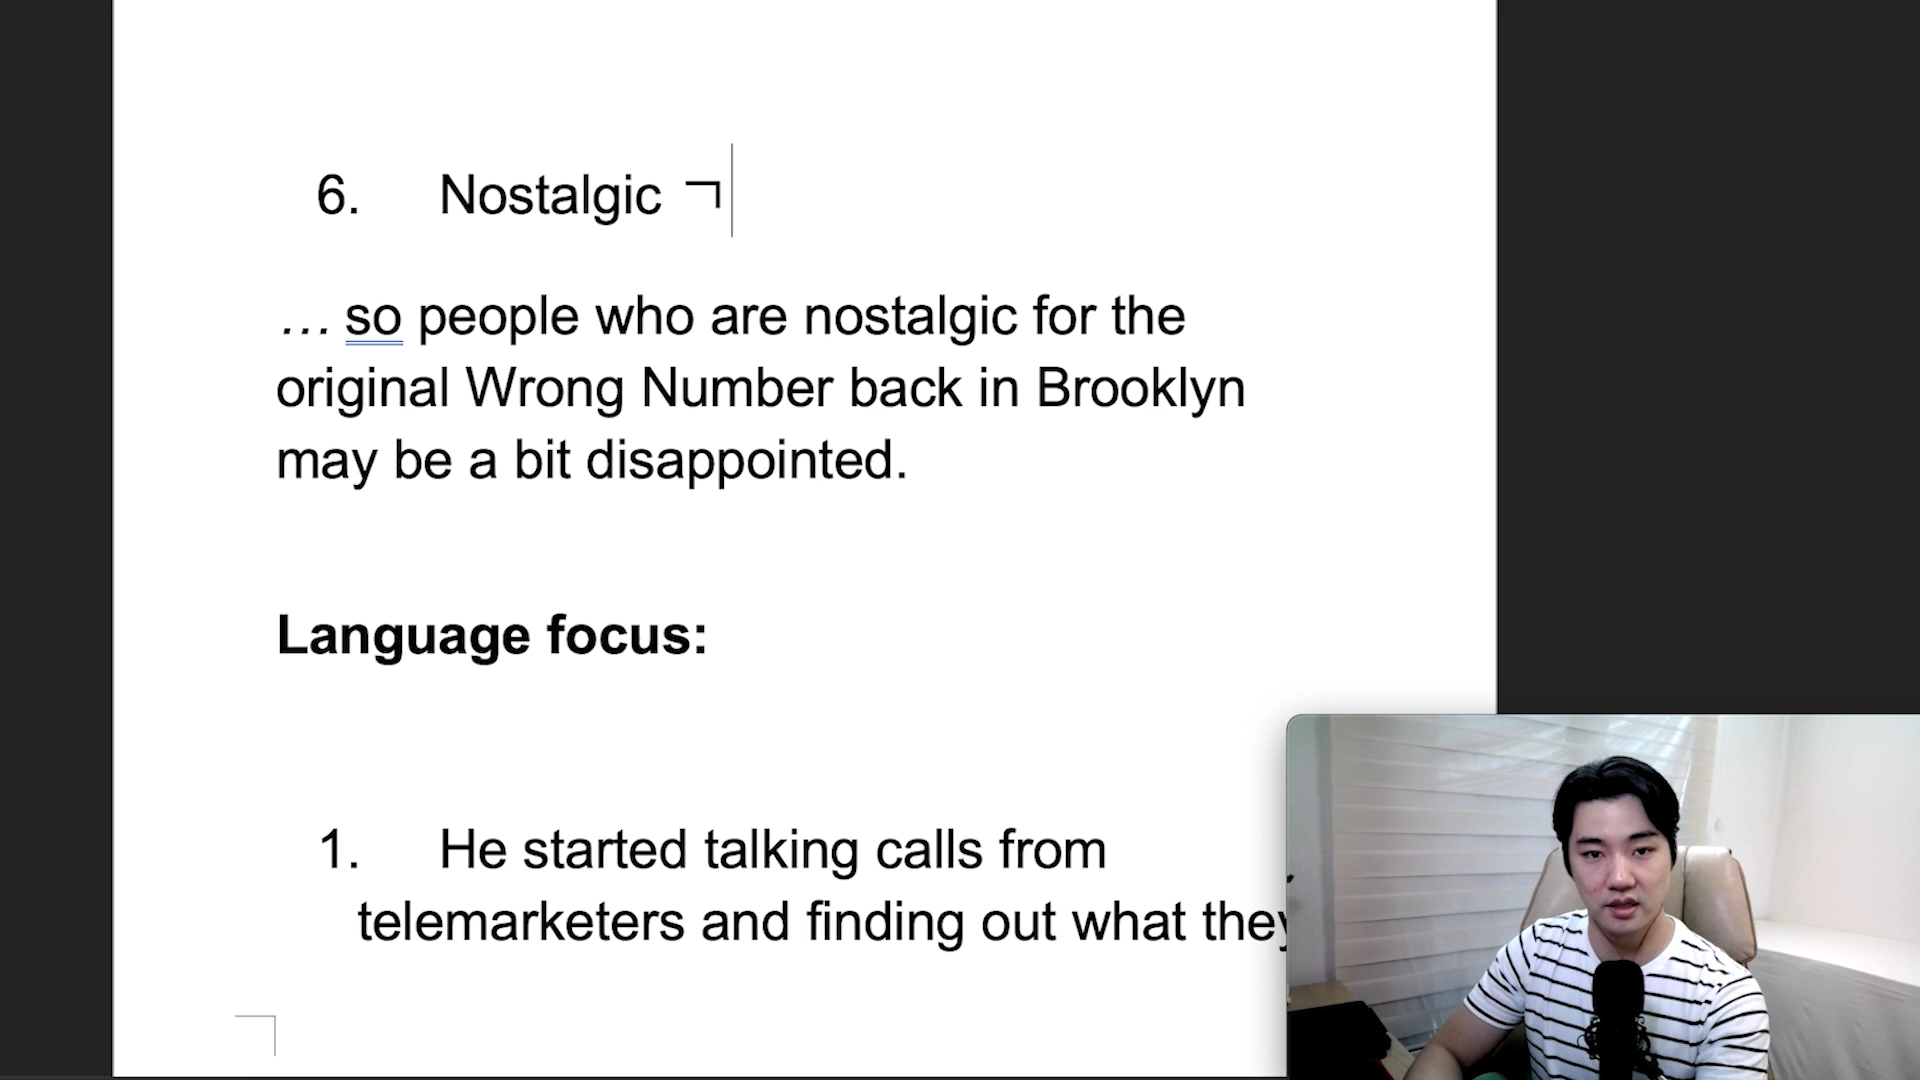 6. Nostalgic ㄱ
… so people who are nostalgic for the
original Wrong Number back in Brooklyn
may be a bit disappointed.
Language focus:
1. He started talking calls from
telemarketers and finding out what they